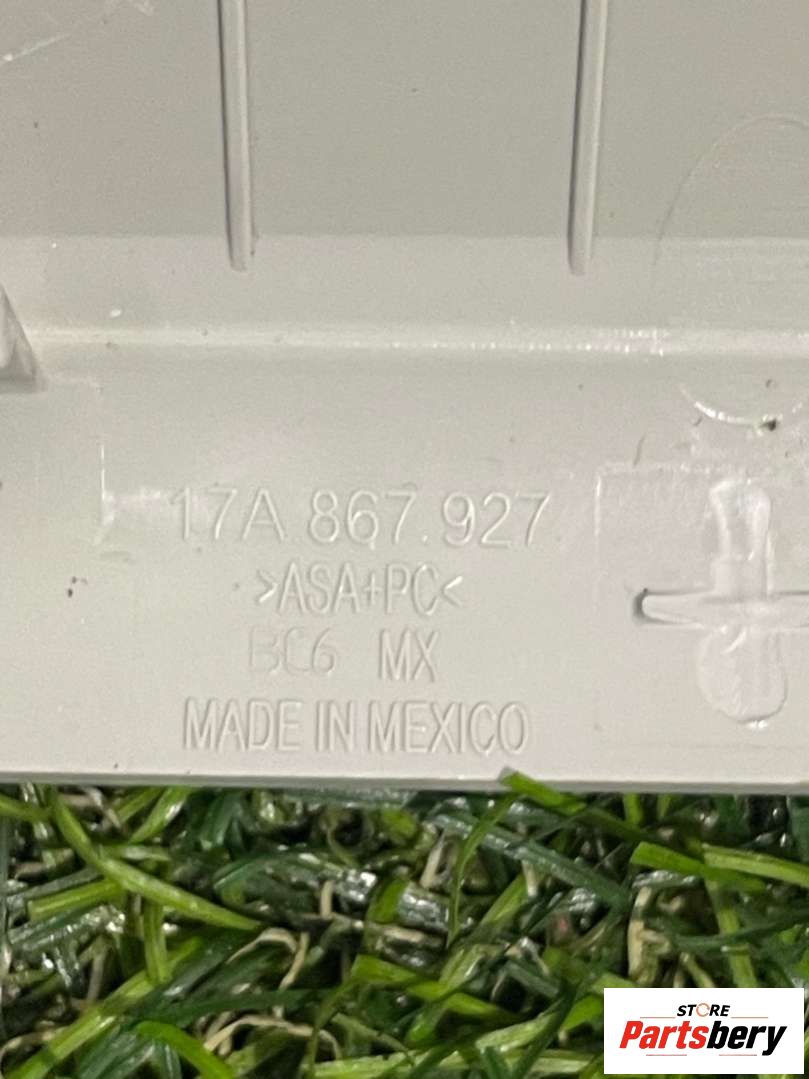 17A 867.927
>ASA+PC<
BC6 MX
MADE IN MEXICO
STORE
Partsbery